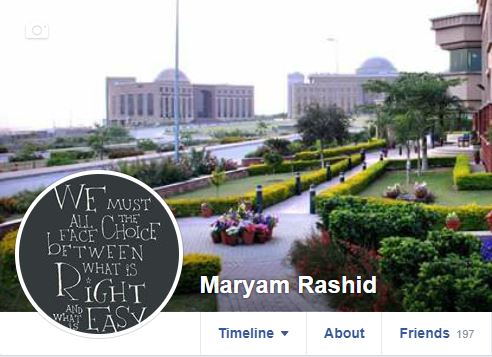 WE MUST
ALL THE
FACE CHOICE
BETWEEN
WHAT IS
RIGHT
AND
WHAT IS EASY
Maryam Rashid
Timeline
About
Friends 197